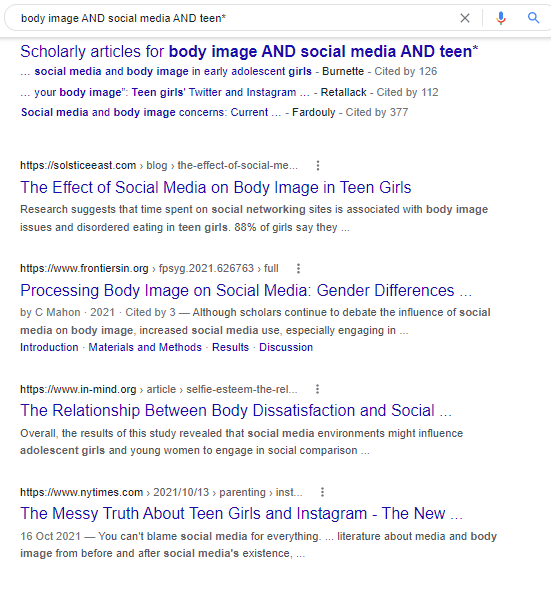 body image AND social media AND teen*
Scholarly articles for body image AND social media AND teen*
... social media and body image in early adolescent girls - Burnette - Cited by 126
... your body image": Teen girls' Twitter and Instagram ... - Retallack - Cited by 112
Social media and body image concerns: Current ... - Fardouly - Cited by 377
https://solsticeeast.com › blog › the-effect-of-social-me...
The Effect of Social Media on Body Image in Teen Girls
Research suggests that time spent on social networking sites is associated with body image
issues and disordered eating in teen girls. 88% of girls say they ...
https://www.frontiersin.org › fpsyg.2021.626763 › full
Processing Body Image on Social Media: Gender Differences ...
by C Mahon · 2021 · Cited by 3 — Although scholars continue to debate the influence of social
media on body image, increased social media use, especially engaging in ...
Introduction · Materials and Methods · Results · Discussion
https://www.in-mind.org › article › selfie-esteem-the-rel...
The Relationship Between Body Dissatisfaction and Social ...
Overall, the results of this study revealed that social media environments might influence
adolescent girls and young women to engage in social comparison ...
https://www.nytimes.com › 2021/10/13 › parenting › inst...
The Messy Truth About Teen Girls and Instagram - The New ...
16 Oct 2021 — You can't blame social media for everything. ... literature about media and body
image from before and after social media's existence, ...